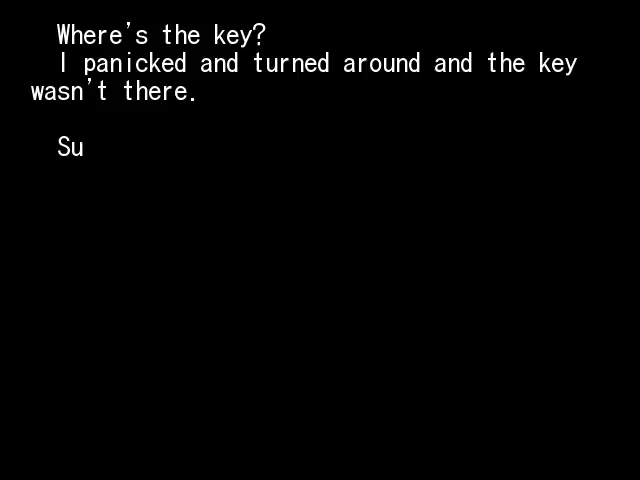 Where's the key?
I panicked and turned around and the key
wasn't there.
Su